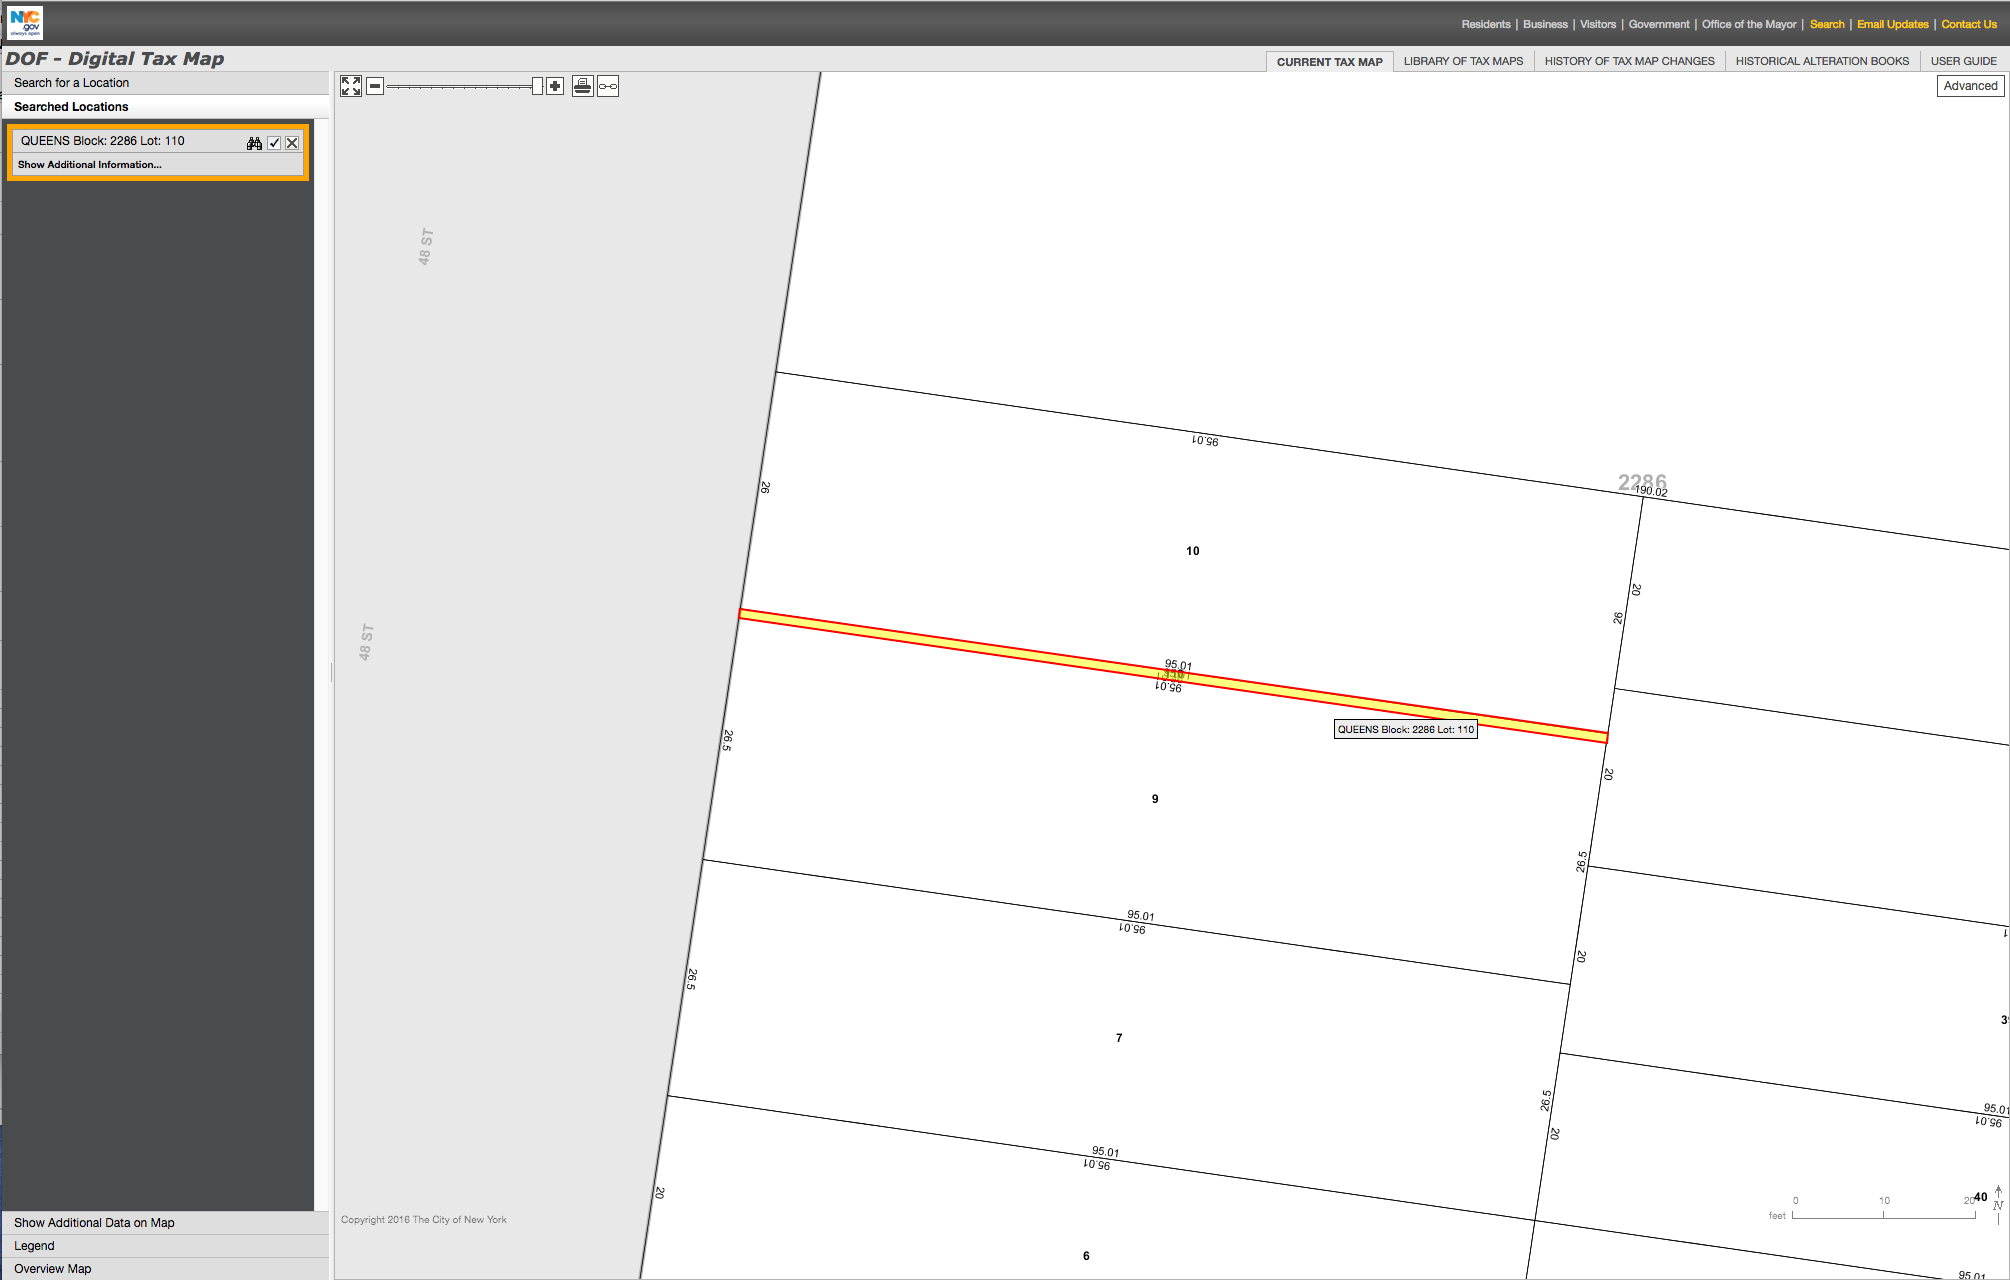 NYC
.gov
always open
Residents | Business | Visitors | Government | Office of the Mayor | Search | Email Updates | Contact Us
DOF - Digital Tax Map
CURRENT TAX MAP
LIBRARY OF TAX MAPS
HISTORY OF TAX MAP CHANGES
HISTORICAL ALTERATION BOOKS
USER GUIDE
Search for a Location
Advanced
Searched Locations
QUEENS Block: 2286 Lot: 110
Show Additional Information...
48 ST
95.01
26
2286
190.02
10
20
26
48 ST
95.01
95.01
QUEENS Block: 2286 Lot: 110
26.5
20
9
26.5
95.01
95.01
20
26.5
7
26.5
95.01
95.01
20
95.01
95.01
20
40
0 10 20
feet
N
Copyright 2016 The City of New York
6
95.01
Show Additional Data on Map
Legend
Overview Map